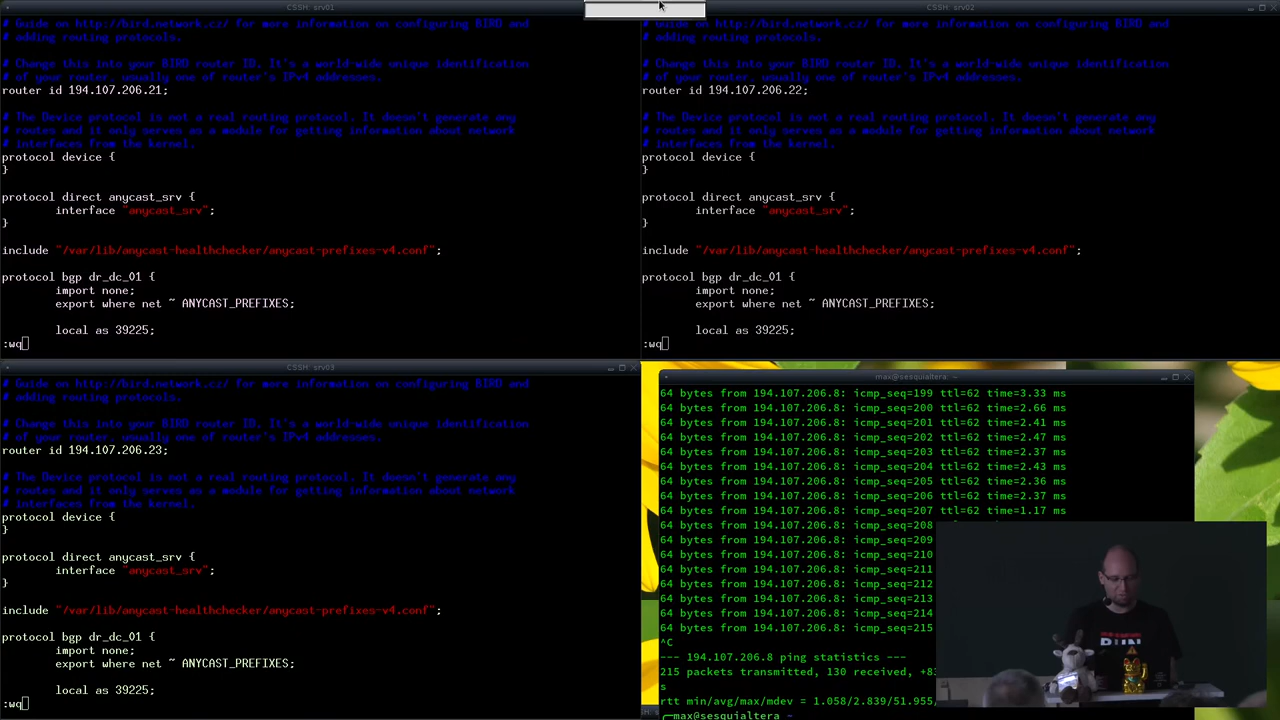 CSSH: srv01
# Guide on http://bird.network.cz/ for more information on configuring BIRD and
# adding routing protocols.
# Change this into your BIRD router ID. It's a world-wide unique identification
# of your router, usually one of router's IPv4 addresses.
router id 194.107.206.21;
# The Device protocol is not a real routing protocol. It doesn't generate any
# routes and it only serves as a module for getting information about network
# interfaces from the kernel.
protocol device {
}
protocol direct anycast_srv {
interface "anycast_srv";
}
include "/var/lib/anycast-healthchecker/anycast-prefixes-v4.conf";
protocol bgp dr_dc_01 {
import none;
export where net ~ ANYCAST_PREFIXES;
local as 39225;
:wq
CSSH: srv02
# Guide on http://bird.network.cz/ for more information on configuring BIRD and
# adding routing protocols.
# Change this into your BIRD router ID. It's a world-wide unique identification
# of your router, usually one of router's IPv4 addresses.
router id 194.107.206.22;
# The Device protocol is not a real routing protocol. It doesn't generate any
# routes and it only serves as a module for getting information about network
# interfaces from the kernel.
protocol device {
}
protocol direct anycast_srv {
interface "anycast_srv";
}
include "/var/lib/anycast-healthchecker/anycast-prefixes-v4.conf";
protocol bgp dr_dc_01 {
import none;
export where net ~ ANYCAST_PREFIXES;
local as 39225;
:wq
CSSH: srv03
# Guide on http://bird.network.cz/ for more information on configuring BIRD and
# adding routing protocols.
# Change this into your BIRD router ID. It's a world-wide unique identification
# of your router, usually one of router's IPv4 addresses.
router id 194.107.206.23;
# The Device protocol is not a real routing protocol. It doesn't generate any
# routes and it only serves as a module for getting information about network
# interfaces from the kernel.
protocol device {
}
protocol direct anycast_srv {
interface "anycast_srv";
}
include "/var/lib/anycast-healthchecker/anycast-prefixes-v4.conf";
protocol bgp dr_dc_01 {
import none;
export where net ~ ANYCAST_PREFIXES;
local as 39225;
:wq
max@sesquialtera: ~
64 bytes from 194.107.206.8: icmp_seq=199 ttl=62 time=3.33 ms
64 bytes from 194.107.206.8: icmp_seq=200 ttl=62 time=2.66 ms
64 bytes from 194.107.206.8: icmp_seq=201 ttl=62 time=2.41 ms
64 bytes from 194.107.206.8: icmp_seq=202 ttl=62 time=2.47 ms
64 bytes from 194.107.206.8: icmp_seq=203 ttl=62 time=2.37 ms
64 bytes from 194.107.206.8: icmp_seq=204 ttl=62 time=2.43 ms
64 bytes from 194.107.206.8: icmp_seq=205 ttl=62 time=2.36 ms
64 bytes from 194.107.206.8: icmp_seq=206 ttl=62 time=2.37 ms
64 bytes from 194.107.206.8: icmp_seq=207 ttl=62 time=1.17 ms
64 bytes from 194.107.206.8: icmp_seq=208
64 bytes from 194.107.206.8: icmp_seq=209
64 bytes from 194.107.206.8: icmp_seq=210
64 bytes from 194.107.206.8: icmp_seq=211
64 bytes from 194.107.206.8: icmp_seq=212
64 bytes from 194.107.206.8: icmp_seq=213
64 bytes from 194.107.206.8: icmp_seq=214
64 bytes from 194.107.206.8: icmp_seq=215
^C
--- 194.107.206.8 ping statistics ---
215 packets transmitted, 130 received, +8
s
rtt min/avg/max/mdev = 1.058/2.839/51.955
max@sesquialtera ~
RUN